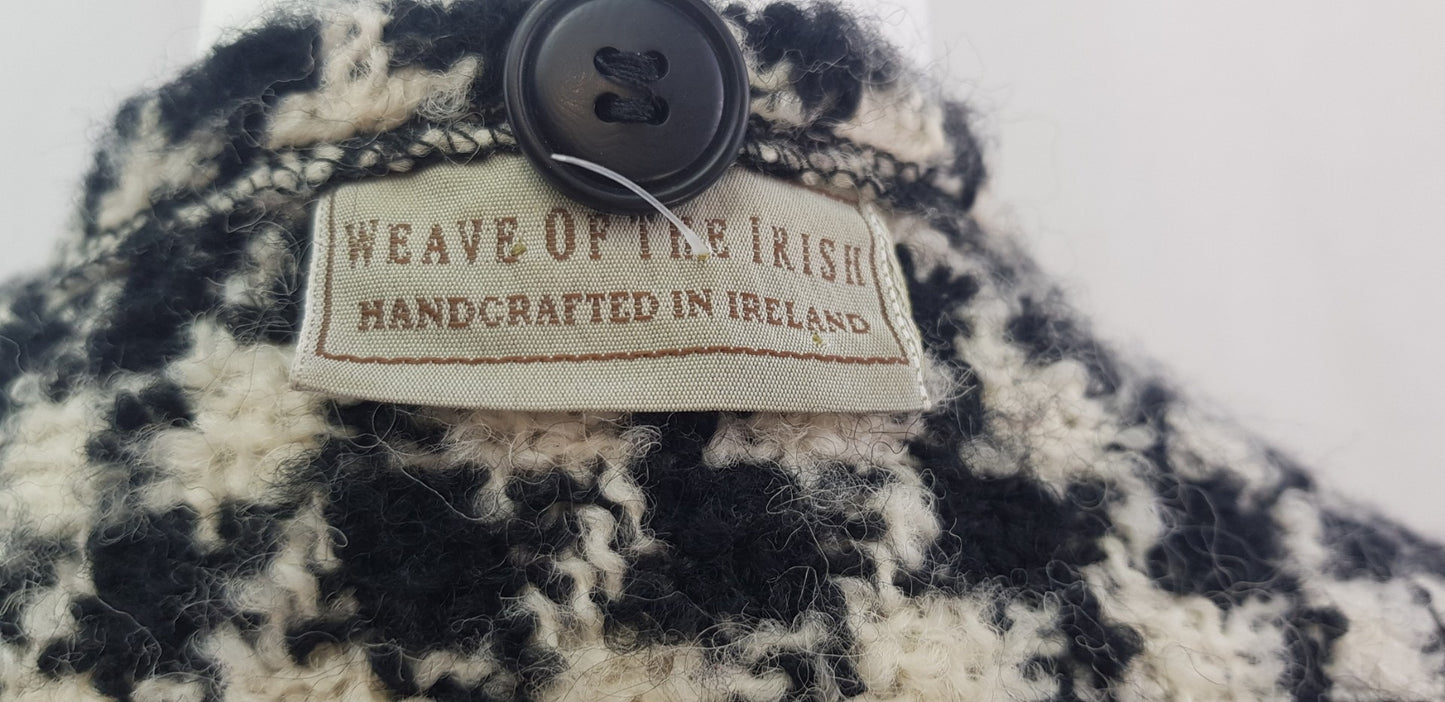 WEAVE OF THE IRISH
HANDCRAFTED IN IRELAND